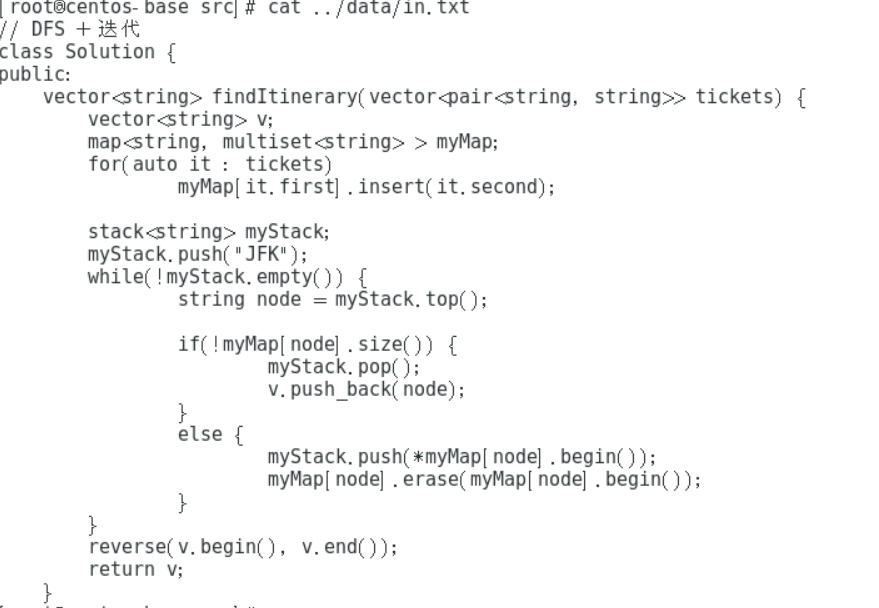 [root@centos-base src]# cat ../data/in.txt
// DFS + 迭代
class Solution {
public:
    vector<string> findItinerary(vector<pair<string, string>> tickets) {
        vector<string> v;
        map<string, multiset<string> > myMap;
        for(auto it : tickets)
                myMap[it.first].insert(it.second);

        stack<string> myStack;
        myStack.push("JFK");
        while(!myStack.empty()) {
                string node = myStack.top();

                if(!myMap[node].size()) {
                        myStack.pop();
                        v.push_back(node);
                }
                else {
                        myStack.push(*myMap[node].begin());
                        myMap[node].erase(myMap[node].begin());
                }
        }
        reverse(v.begin(), v.end());
        return v;
    }